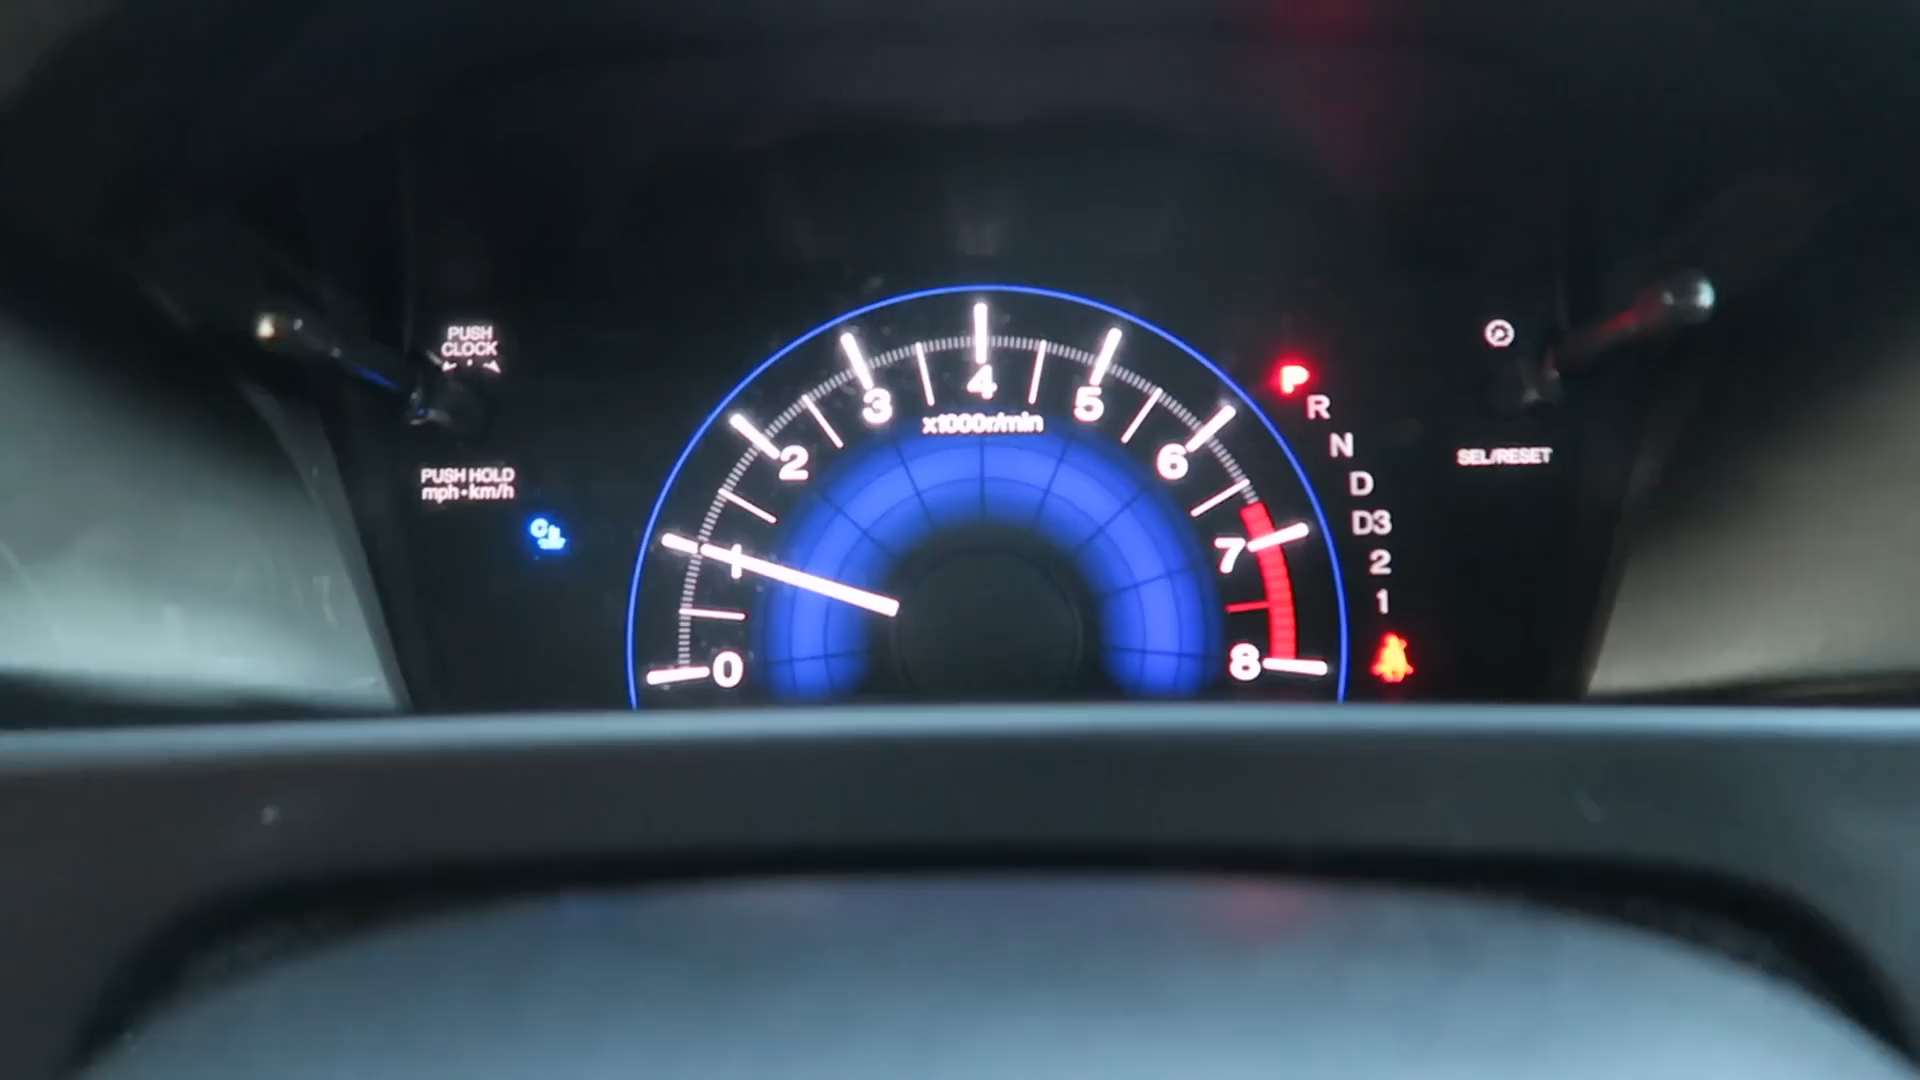 PUSH
CLOCK
PUSH HOLD
mph•km/h
C
0
1
2
3
4
5
6
7
8
x1000r/min
P
R
N
D
D3
2
1
SEL/RESET